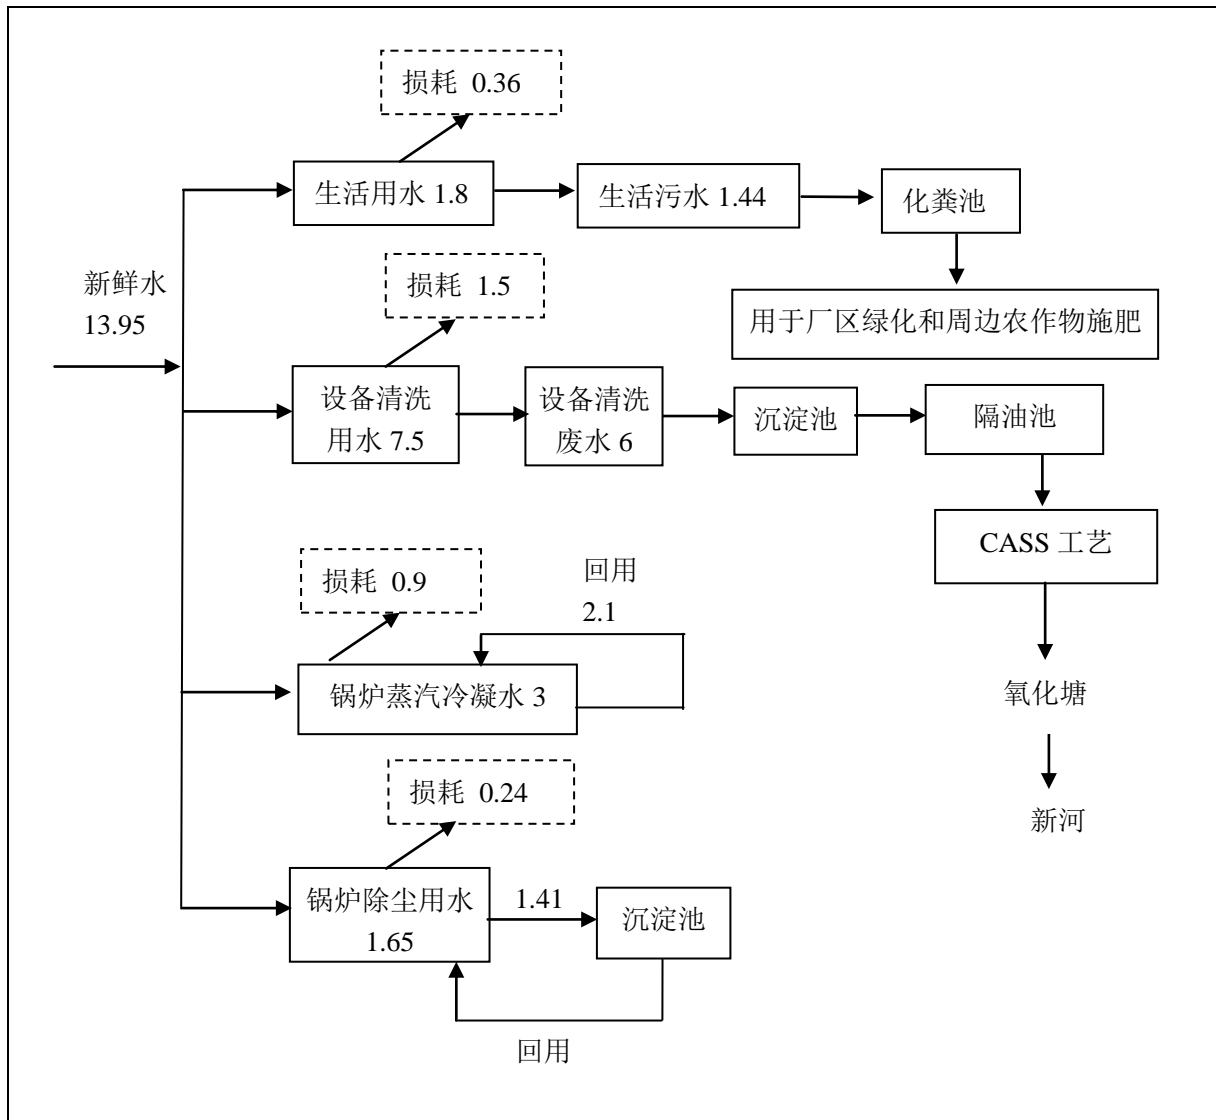 损耗 0.36
生活用水 1.8
生活污水 1.44
化粪池
新鲜水
13.95
损耗 1.5
用于厂区绿化和周边农作物施肥
设备清洗
用水 7.5
设备清洗
废水 6
沉淀池
隔油池
CASS 工艺
损耗 0.9
回用
2.1
锅炉蒸汽冷凝水 3
氧化塘
损耗 0.24
新河
锅炉除尘用水
1.65
1.41
沉淀池
回用